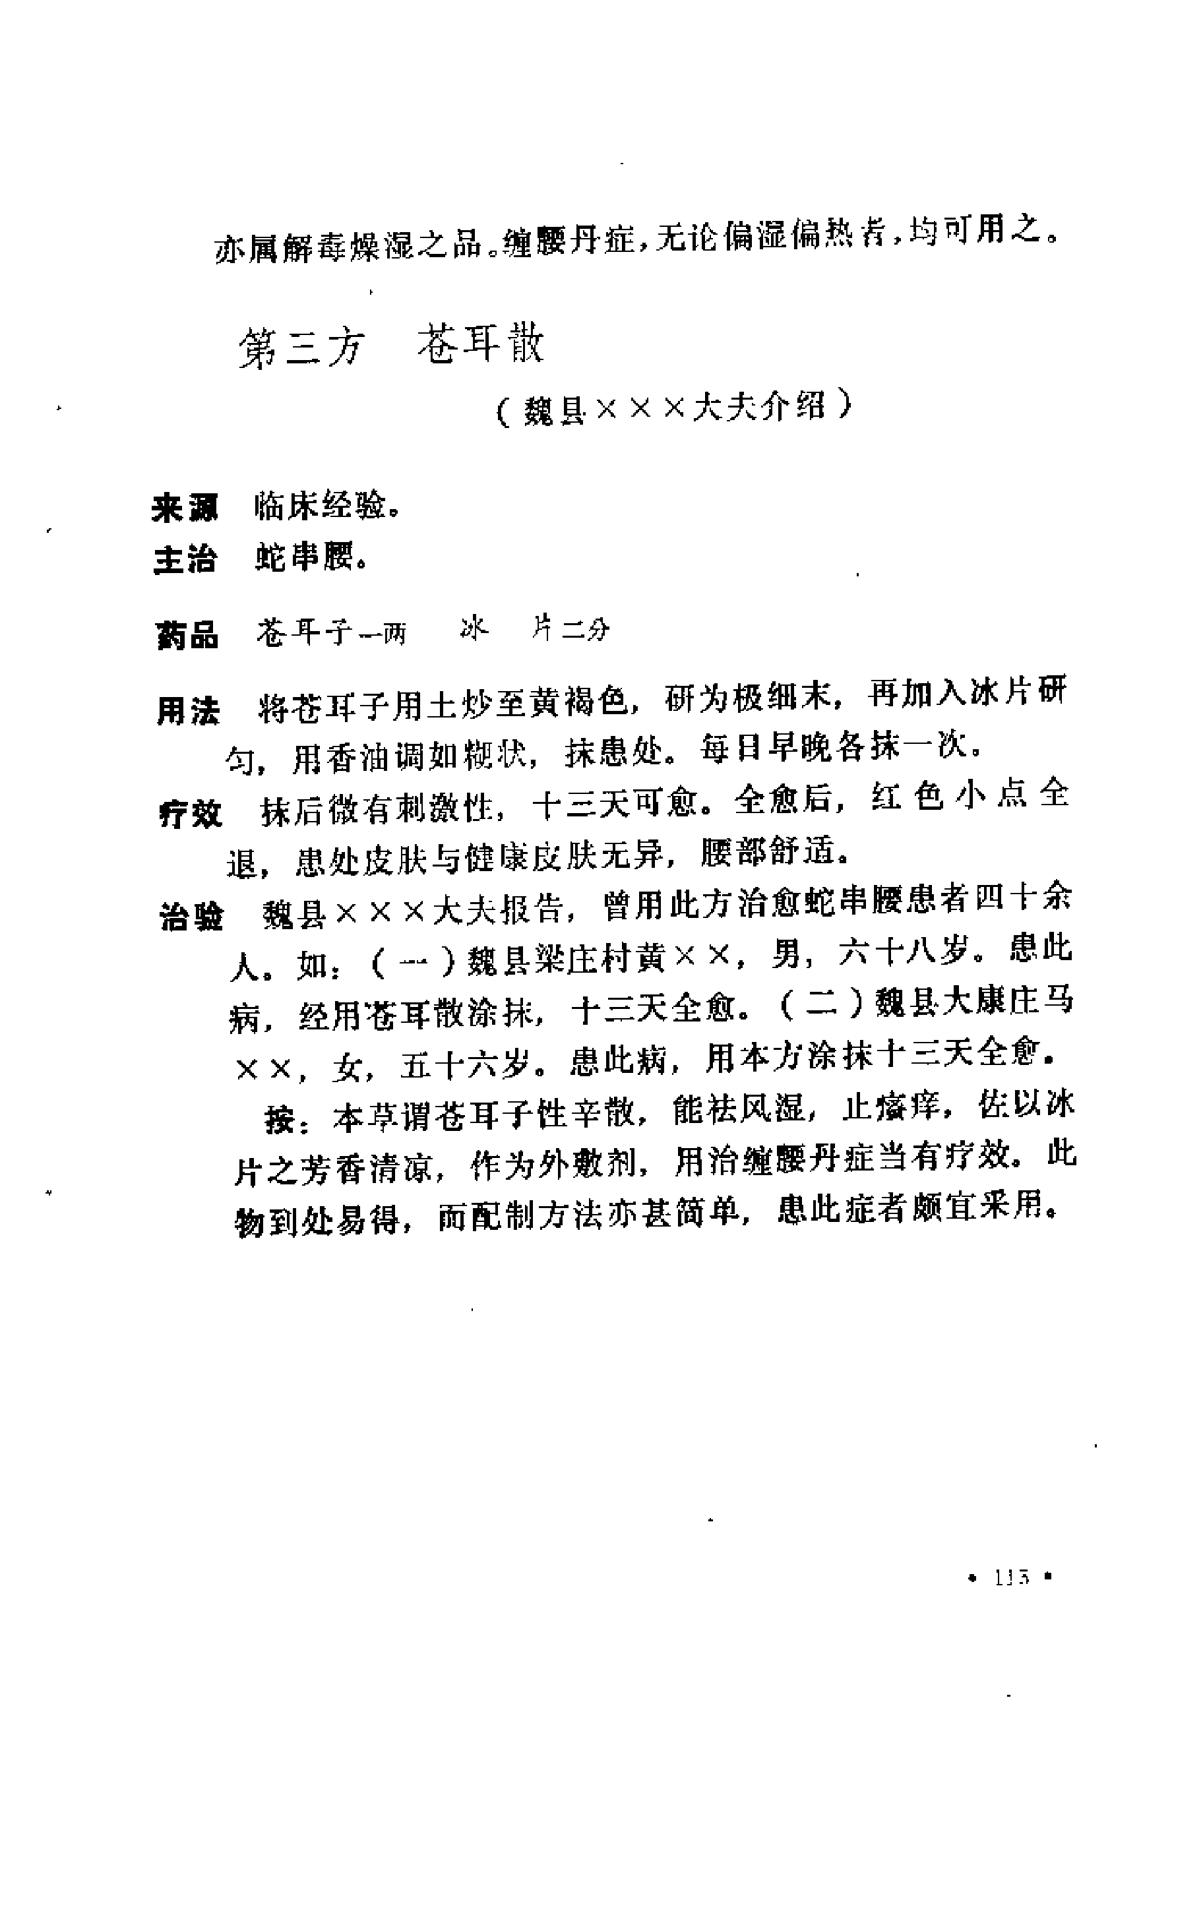 亦属解毒燥湿之品。缠腰丹症,无论偏湿偏热者,均可用之。
第三方 苍耳散
(魏县×××大夫介绍)
来源 临床经验。
主治 蛇串腰。
药品 苍耳子一两 冰 片二分
用法 将苍耳子用土炒至黄褐色，研为极细末，再加入冰片研
匀，用香油调如糊状，抹患处。每日早晚各抹一次。
疗效 抹后微有刺激性，十三天可愈。全愈后，红色小点全
退，患处皮肤与健康皮肤无异，腰部舒适。
治验 魏县×××大夫报告，曾用此方治愈蛇串腰患者四十余
人。如：(一)魏县梁庄村黄××，男，六十八岁。患此
病，经用苍耳散涂抹，十三天全愈。(二)魏县大康庄马
××，女，五十六岁。患此病，用本方涂抹十三天全愈。
按：本草谓苍耳子性辛散，能祛风湿，止瘙痒，佐以冰
片之芳香清凉，作为外敷剂，用治缠腰丹症当有疗效。此
物到处易得，而配制方法亦甚简单，患此症者颇宜采用。
• 113 •